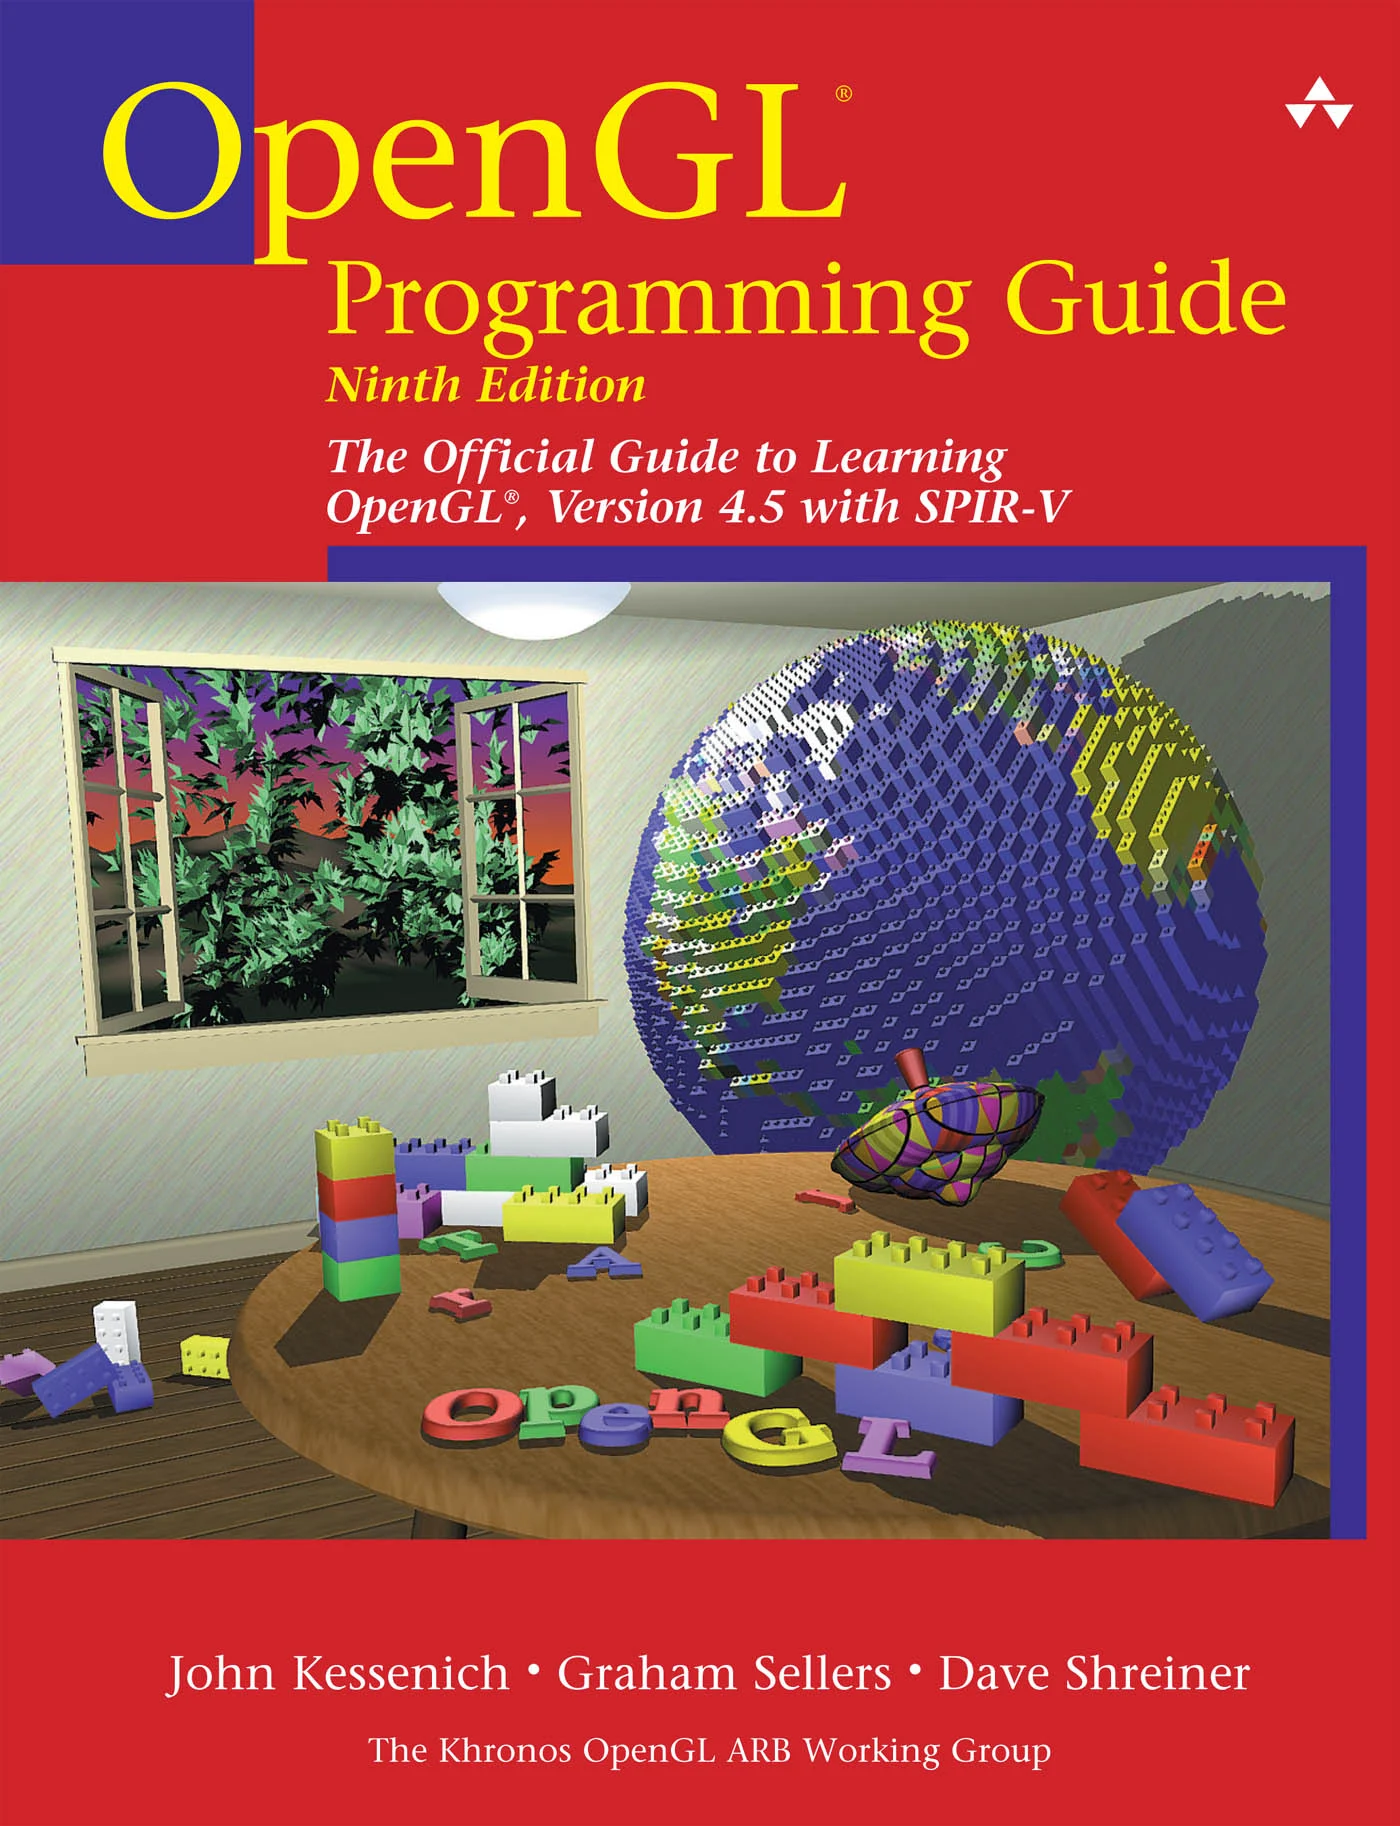 OpenGL®
Programming Guide
Ninth Edition
The Official Guide to Learning
OpenGL®, Version 4.5 with SPIR-V
I
A
C
r
OpenGL
John Kessenich • Graham Sellers • Dave Shreiner
The Khronos OpenGL ARB Working Group